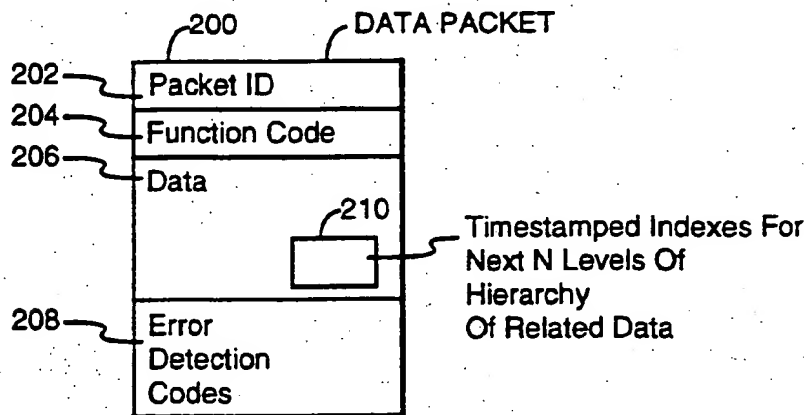 200
DATA PACKET
202
Packet ID
204
Function Code
206
Data
210
Timestamped Indexes For
Next N Levels Of
Hierarchy
Of Related Data
208
Error
Detection
Codes